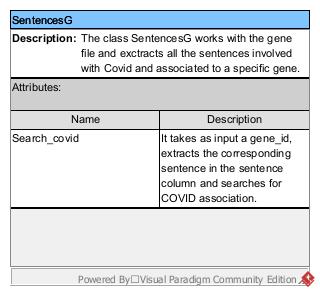 SentencesG
Description: The class SentencesG works with the gene
file and exctracts all the sentences involved
with Covid and associated to a specific gene.
Attributes:
Name Description
Search_covid It takes as input a gene_id,
extracts the corresponding
sentence in the sentence
column and searches for
COVID association.
Powered By□Visual Paradigm Community Edition